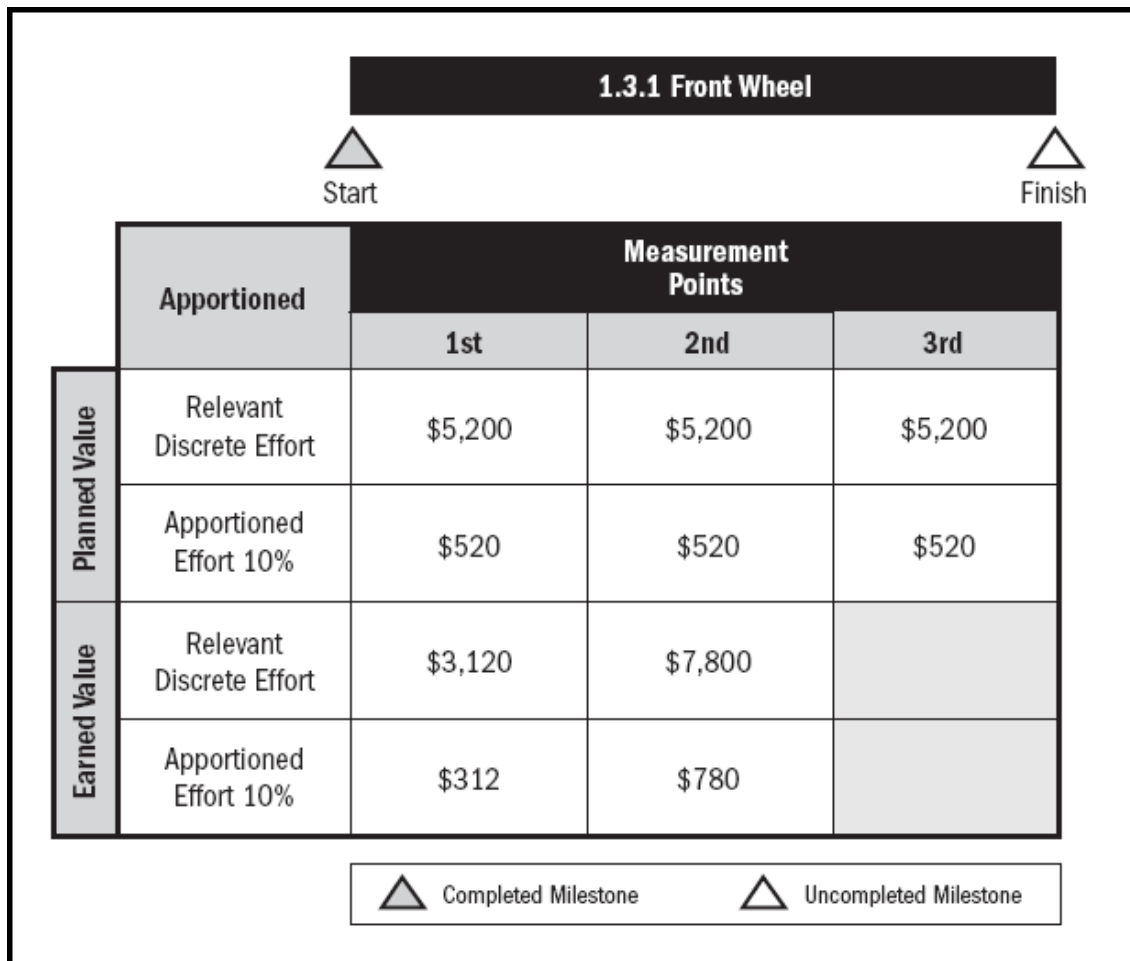 1.3.1 Front Wheel
Start
Finish
Apportioned
Measurement
Points
1st
2nd
3rd
Planned Value
Relevant
Discrete Effort
$5,200
$5,200
$5,200
Apportioned
Effort 10%
$520
$520
$520
Earned Value
Relevant
Discrete Effort
$3,120
$7,800
Apportioned
Effort 10%
$312
$780
Completed Milestone
Uncompleted Milestone